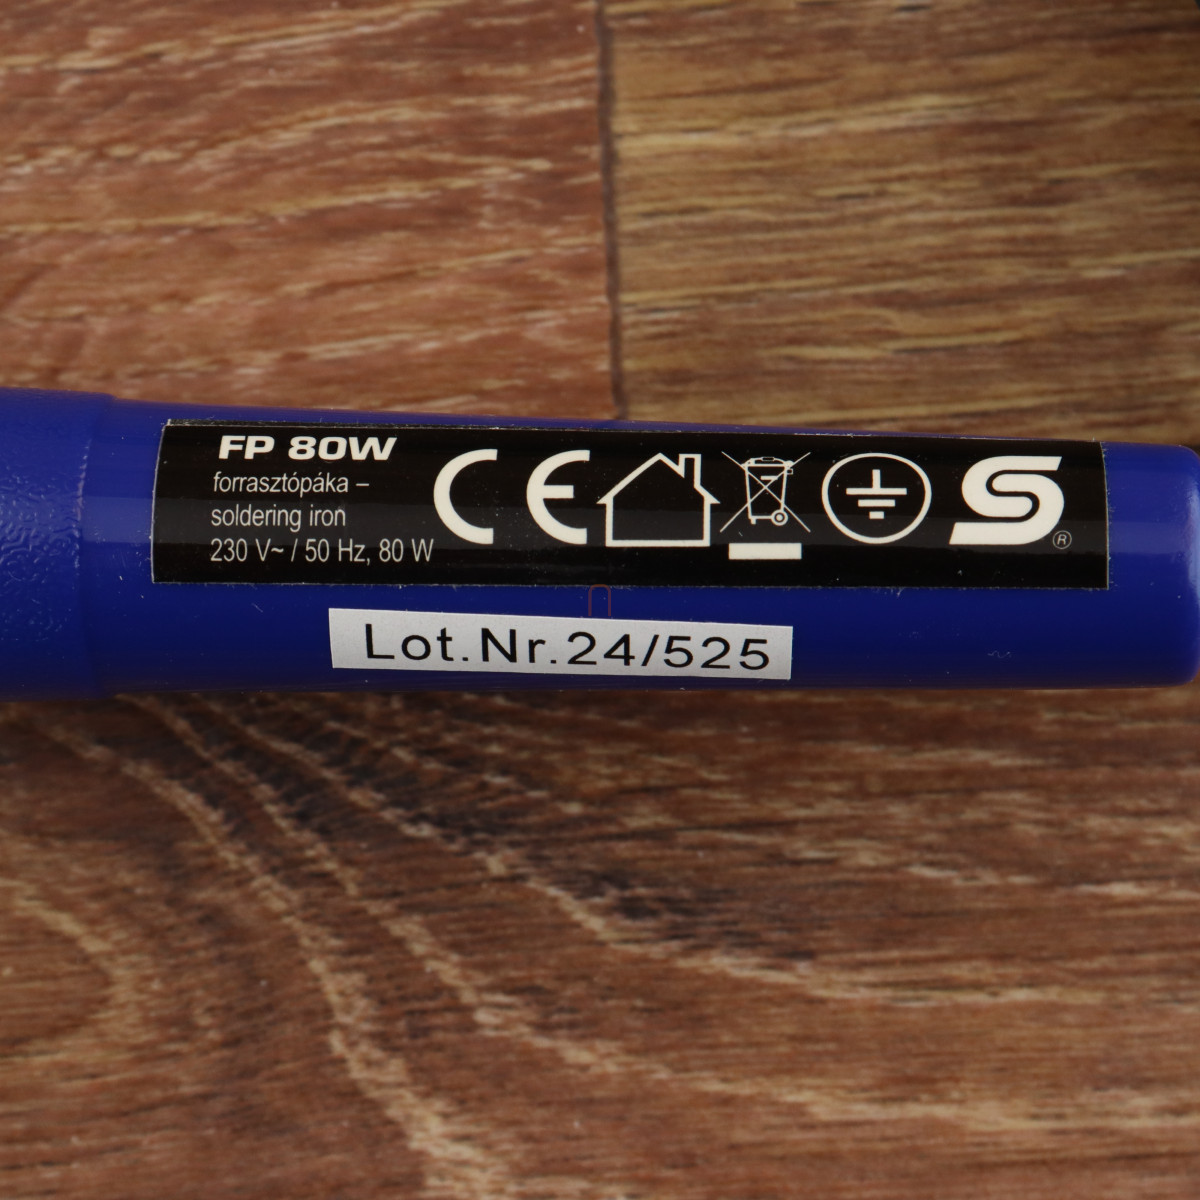 FP 80W
forrasztópáka –
soldering iron
230 V~ / 50 Hz, 80 W
CE
S ®
Lot.Nr.24/525